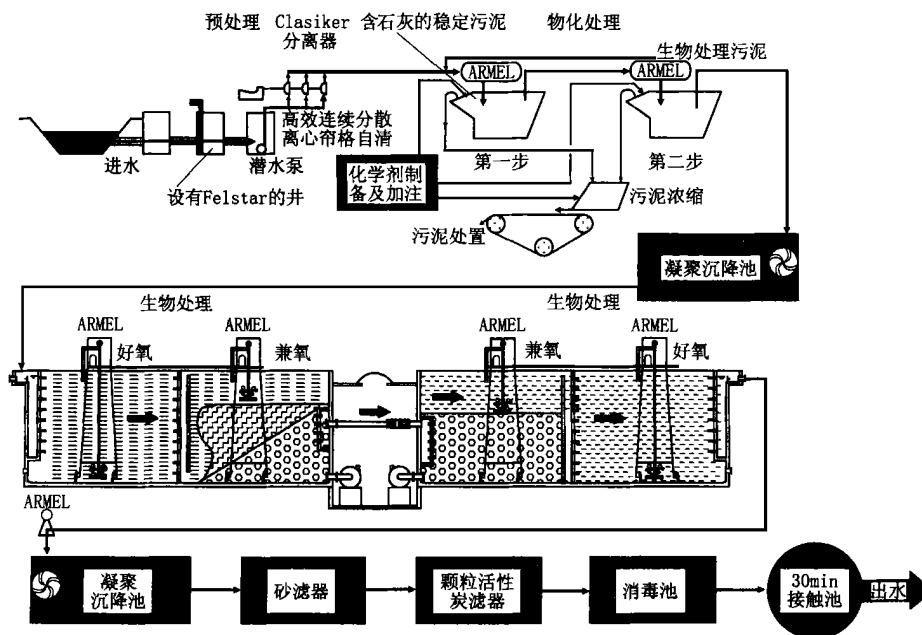 预处理 Clasiker 含石灰的稳定污泥 物化处理
分离器
生物处理污泥
ARMEL
ARMEL
高效连续分散
离心帘格自清
进水
潜水泵
设有Felstar的井
化学剂制
备及加注
第一步
第二步
污泥浓缩
污泥处置
凝聚沉降池
生物处理
生物处理
ARMEL
ARMEL
ARMEL
ARMEL
好氧
兼氧
兼氧
好氧
ARMEL
凝聚
沉降池
砂滤器
颗粒活性
炭滤器
消毒池
30min
接触池
出水